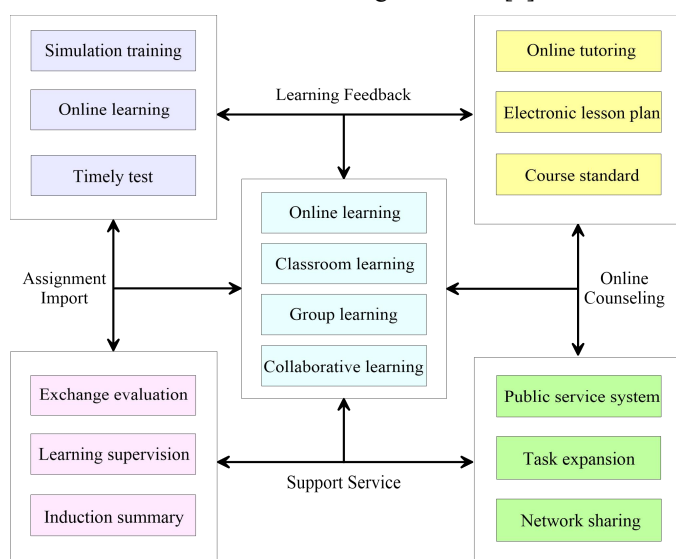 Simulation training
Online learning
Timely test
Learning Feedback
Online tutoring
Electronic lesson plan
Course standard
Online learning
Classroom learning
Group learning
Collaborative learning
Assignment
Import
Online
Counseling
Exchange evaluation
Learning supervision
Induction summary
Support Service
Public service system
Task expansion
Network sharing